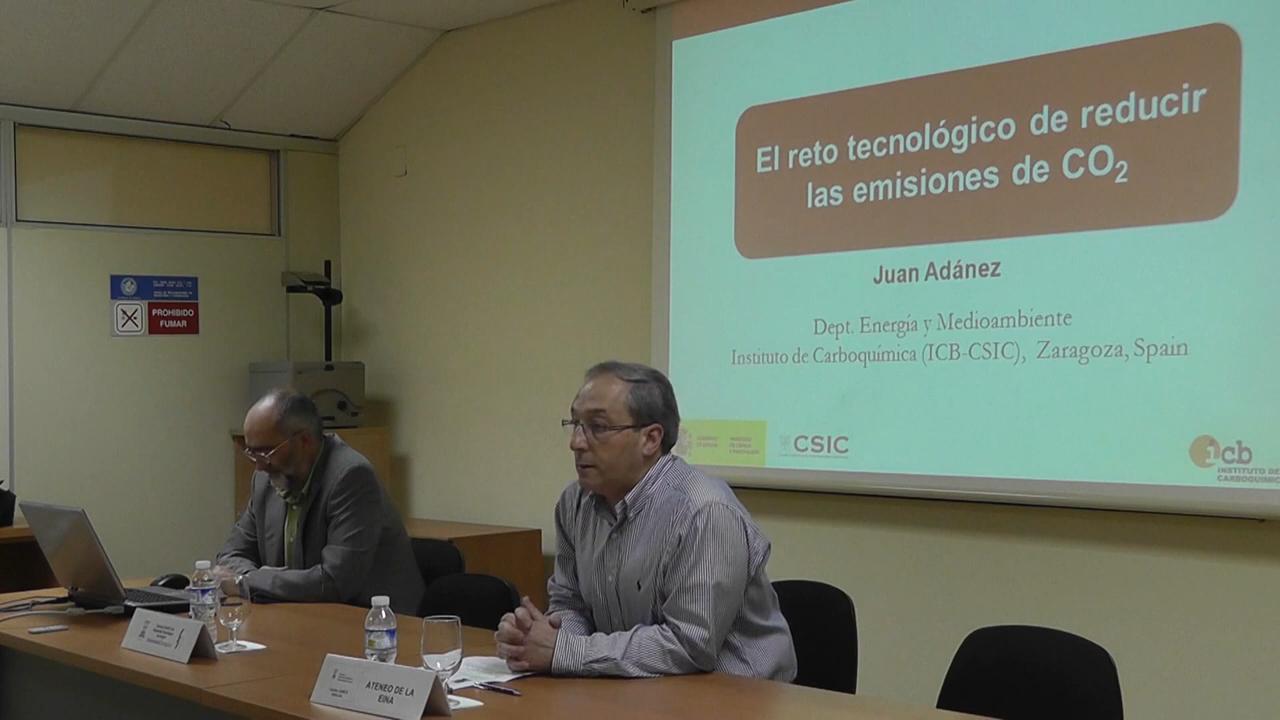 El reto tecnológico de reducir
las emisiones de CO₂
Juan Adánez
Dept. Energía y Medioambiente
Instituto de Carboquímica (ICB-CSIC), Zaragoza, Spain
CSIC
icb
INSTITUTO DE
CARBOQUÍMICA
PROHIBIDO
FUMAR
ATENEO DE LA
EINA